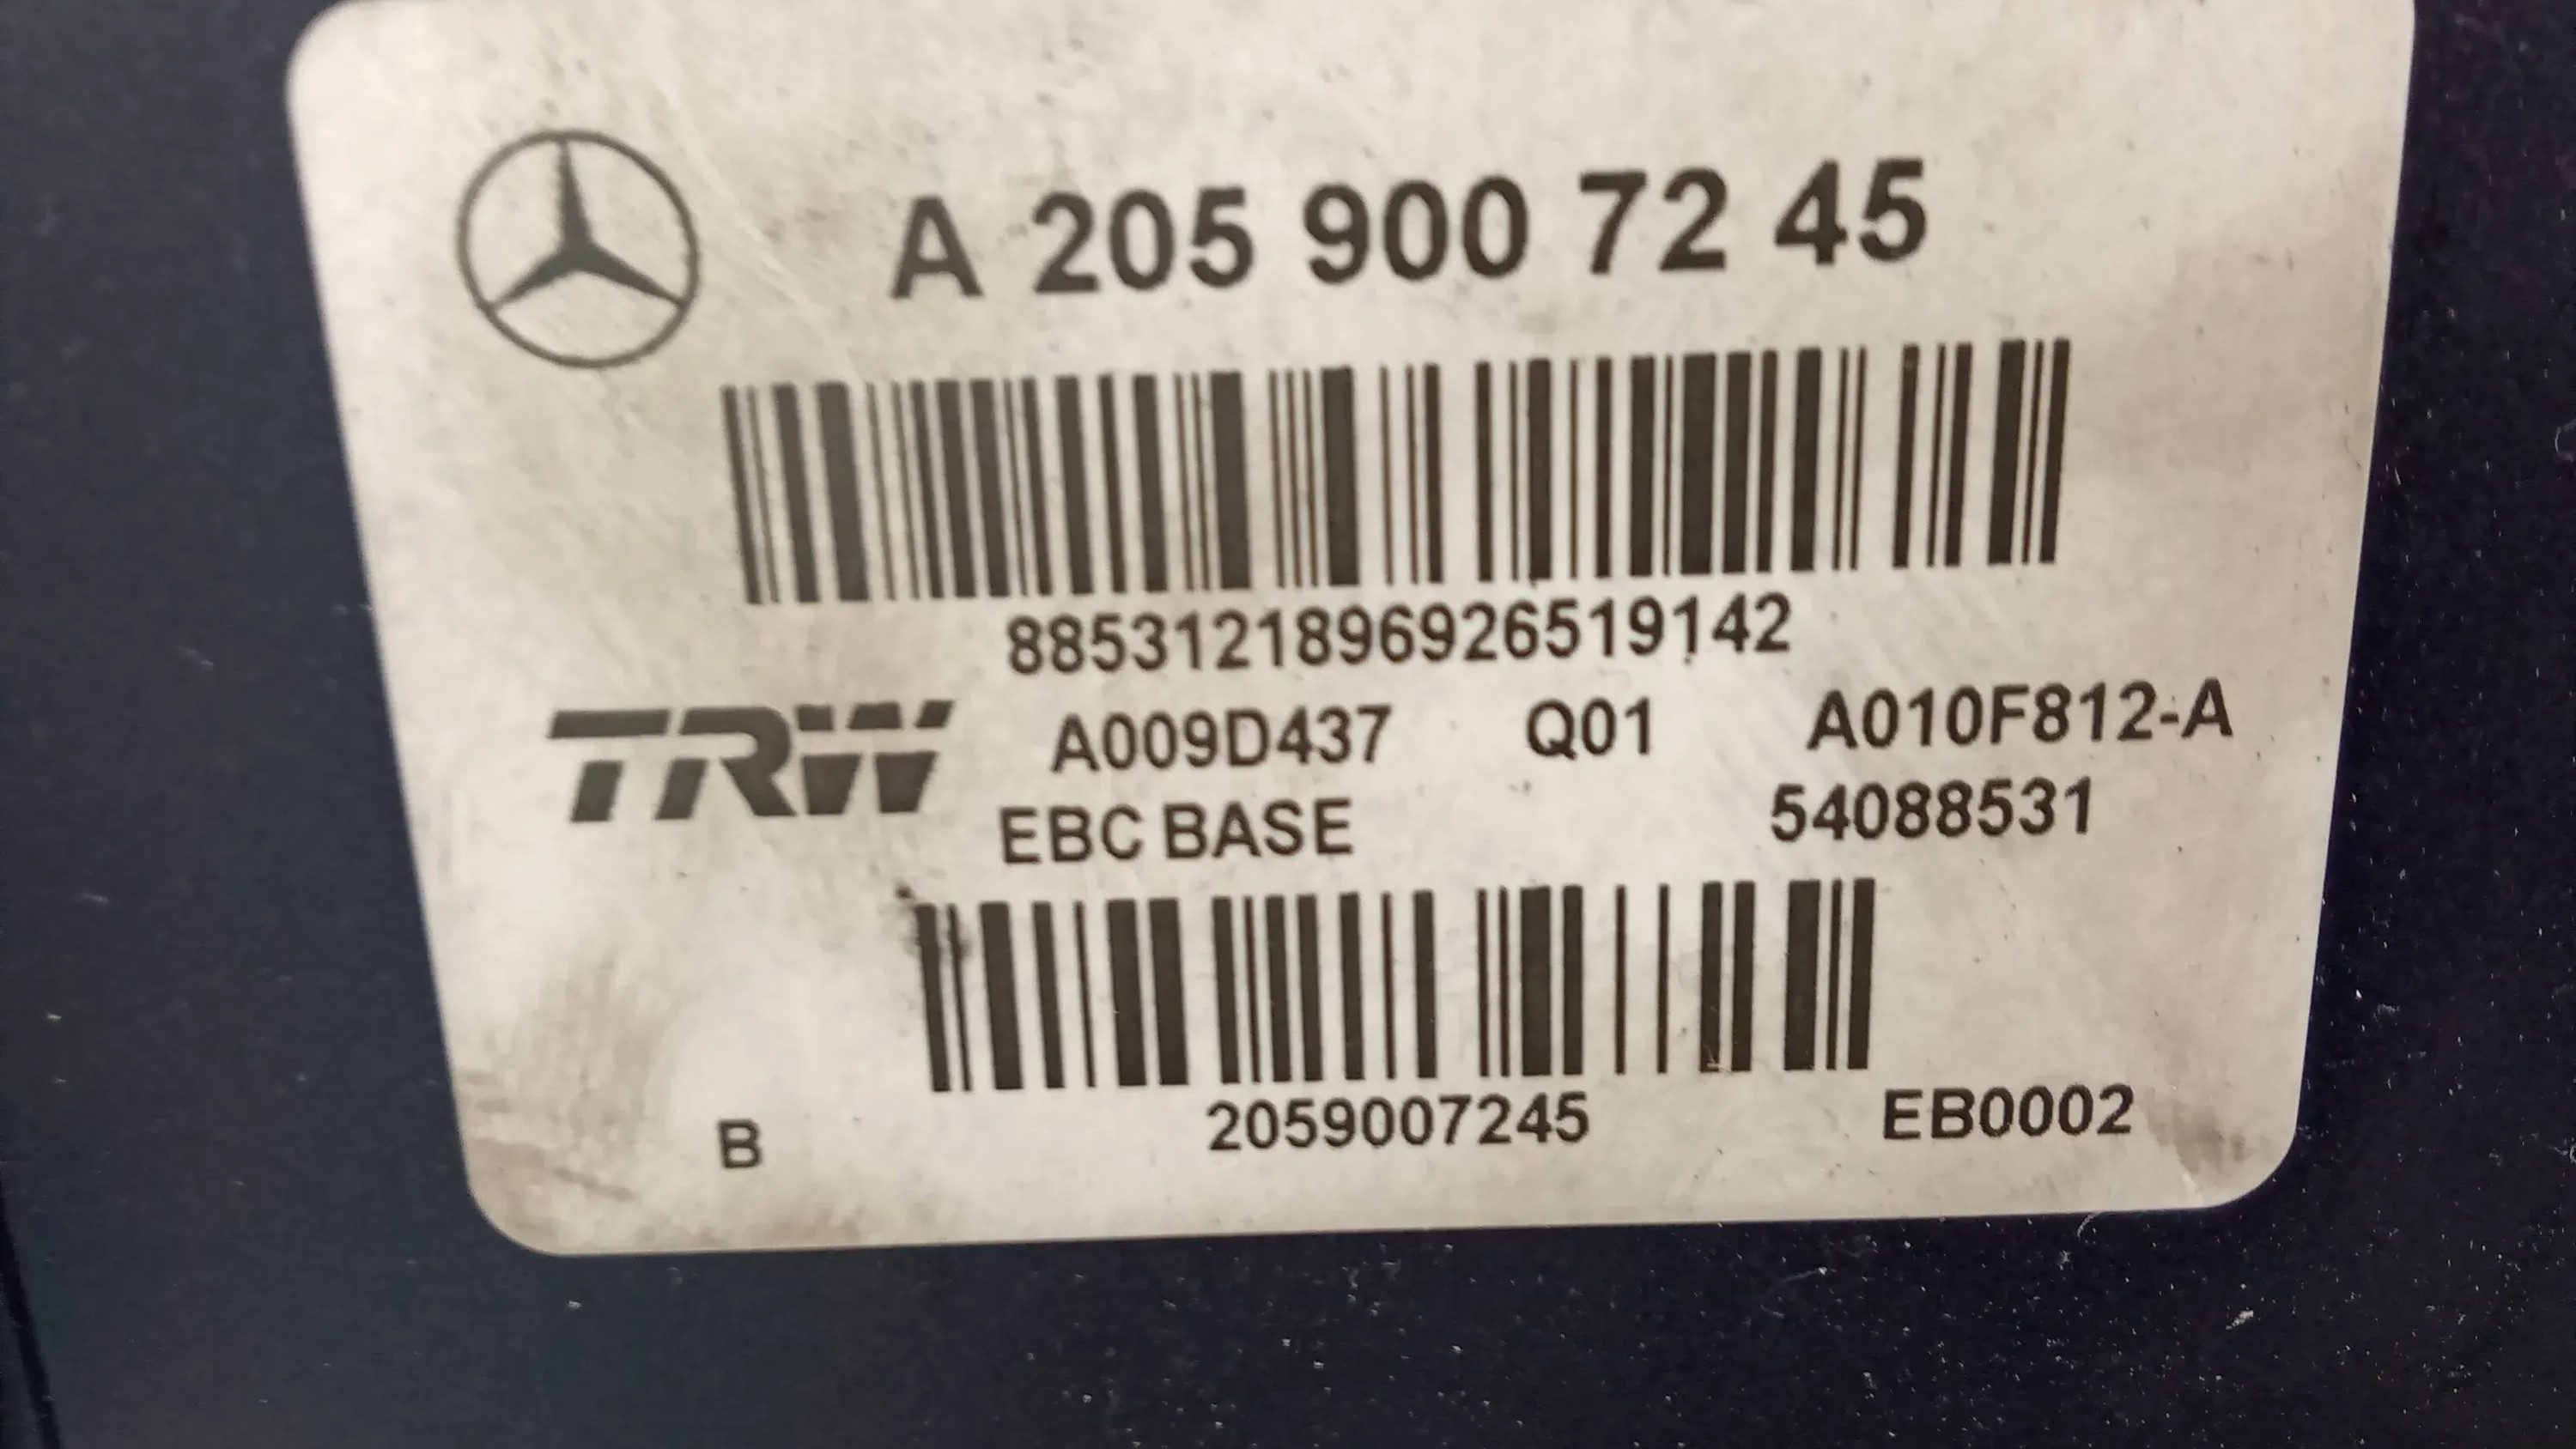 A 205 900 72 45
8853121896926519142
TRW A009D437 Q01 A010F812-A
EBC BASE 54088531
B 2059007245 EB0002